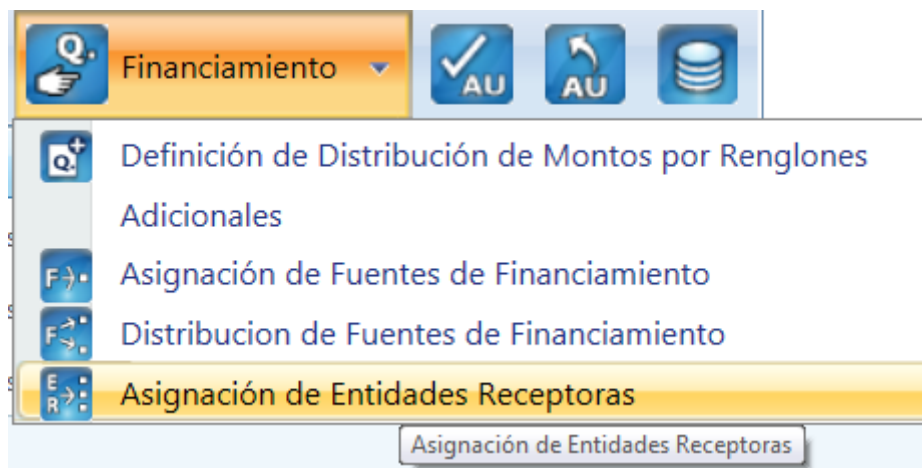 Q. Financiamiento AU AU
Q. Definición de Distribución de Montos por Renglones
Adicionales
F Asignación de Fuentes de Financiamiento
F Distribucion de Fuentes de Financiamiento
E R Asignación de Entidades Receptoras
Asignación de Entidades Receptoras